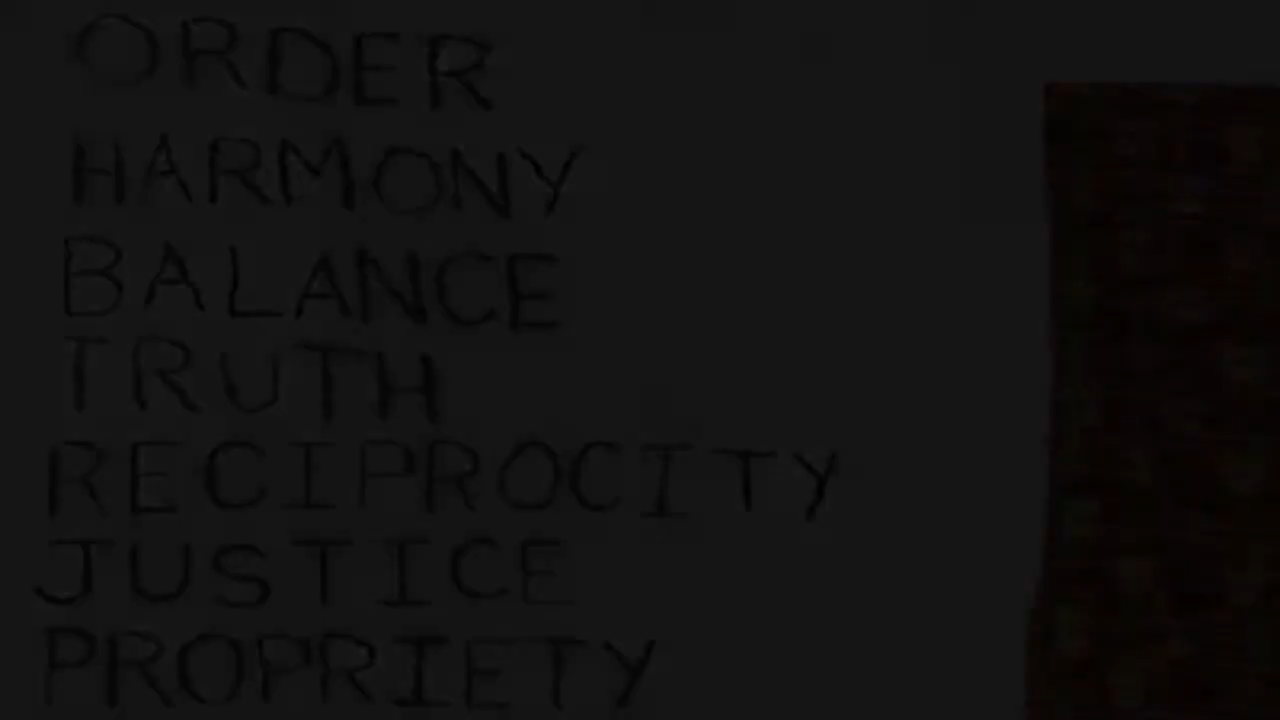 ORDER
HARMONY
BALANCE
TRUTH
RECIPROCITY
JUSTICE
PROPRIETY